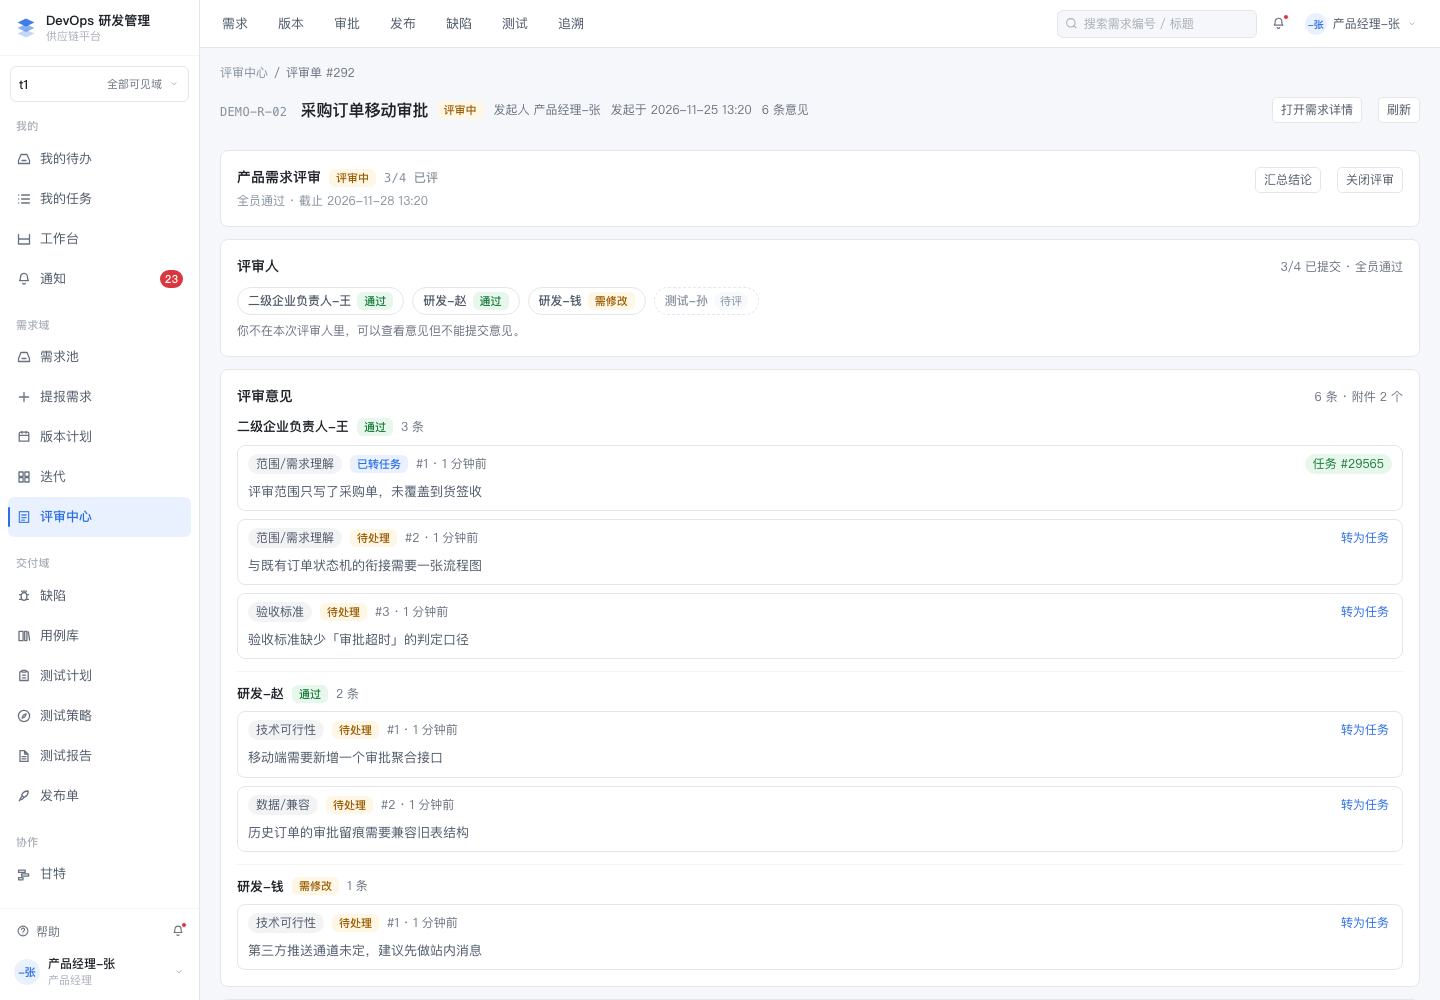 DevOps 研发管理
供应链平台
t1 全部可见域
我的
我的待办
我的任务
工作台
通知 23
需求域
需求池
提报需求
版本计划
迭代
评审中心
交付域
缺陷
用例库
测试计划
测试策略
测试报告
发布单
协作
甘特
帮助
-张 产品经理-张
产品经理
需求 版本 审批 发布 缺陷 测试 追溯
搜索需求编号 / 标题
-张 产品经理-张
评审中心 / 评审单 #292
DEMO-R-02 采购订单移动审批 评审中 发起人 产品经理-张 发起于 2026-11-25 13:20 6 条意见
打开需求详情 刷新
产品需求评审 评审中 3/4 已评
汇总结论 关闭评审
全员通过 · 截止 2026-11-28 13:20
评审人 3/4 已提交 · 全员通过
二级企业负责人-王 通过 研发-赵 通过 研发-钱 需修改 测试-孙 待评
你不在本次评审人里，可以查看意见但不能提交意见。
评审意见 6 条 · 附件 2 个
二级企业负责人-王 通过 3 条
范围/需求理解 已转任务 #1 · 1 分钟前 任务 #29565
评审范围只写了采购单，未覆盖到货签收
范围/需求理解 待处理 #2 · 1 分钟前 转为任务
与既有订单状态机的衔接需要一张流程图
验收标准 待处理 #3 · 1 分钟前 转为任务
验收标准缺少「审批超时」的判定口径
研发-赵 通过 2 条
技术可行性 待处理 #1 · 1 分钟前 转为任务
移动端需要新增一个审批聚合接口
数据/兼容 待处理 #2 · 1 分钟前 转为任务
历史订单的审批留痕需要兼容旧表结构
研发-钱 需修改 1 条
技术可行性 待处理 #1 · 1 分钟前 转为任务
第三方推送通道未定，建议先做站内消息